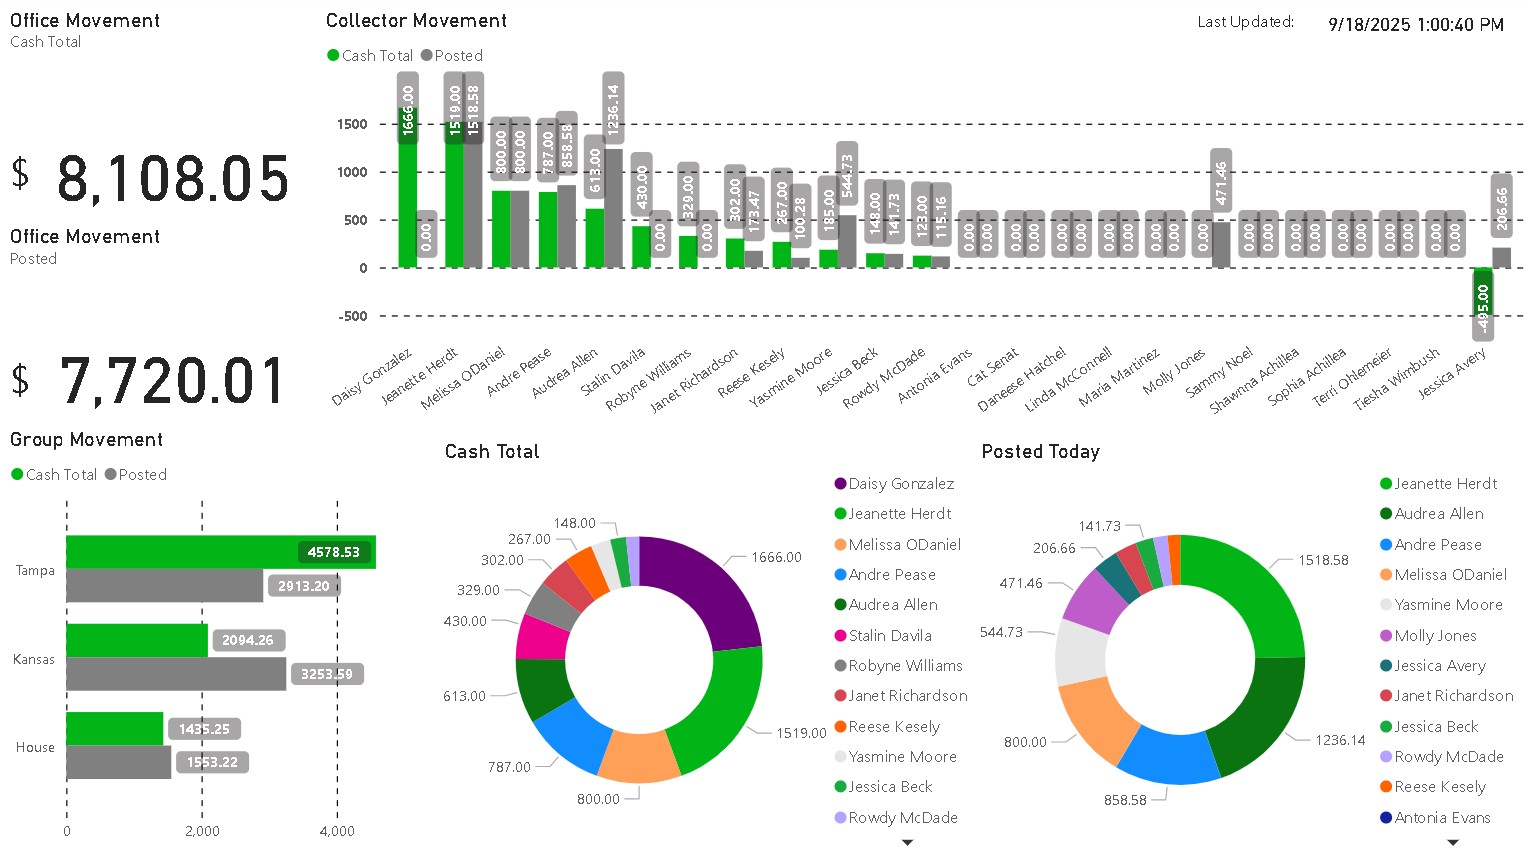 Office Movement
Cash Total
$ 8,108.05
Office Movement
Posted
$ 7,720.01
Collector Movement
Last Updated: 9/18/2025 1:00:40 PM
Cash Total Posted
1500
1000
500
0
-500
1666.00 0.00 1519.00 1518.58 800.00 800.00 787.00 858.58 613.00 1236.14 430.00 0.00 329.00 0.00 302.00 173.47 267.00 100.28 185.00 544.73 148.00 141.73 123.00 115.16 0.00 0.00 0.00 0.00 0.00 0.00 0.00 0.00 0.00 0.00 0.00 471.46 0.00 0.00 0.00 0.00 0.00 0.00 0.00 0.00 0.00 0.00 -495.00 206.66
Daisy Gonzalez
Jeanette Herdt
Melissa ODaniel
Andre Pease
Audrea Allen
Stalin Davila
Robyne Williams
Janet Richardson
Reese Kesely
Yasmine Moore
Jessica Beck
Rowdy McDade
Antonia Evans
Cat Senat
Daneese Hatchel
Linda McConnell
Maria Martinez
Molly Jones
Sammy Noel
Shawna Achillea
Sophia Achillea
Terri Ohlemeier
Tiesha Wimbush
Jessica Avery
Group Movement
Cash Total Posted
Tampa
4578.53
2913.20
Kansas
2094.26
3253.59
House
1435.25
1553.22
0 2,000 4,000
Cash Total
1666.00
1519.00
800.00
787.00
613.00
430.00
329.00
302.00
267.00
148.00
Daisy Gonzalez
Jeanette Herdt
Melissa ODaniel
Andre Pease
Audrea Allen
Stalin Davila
Robyne Williams
Janet Richardson
Reese Kesely
Yasmine Moore
Jessica Beck
Rowdy McDade
Posted Today
1518.58
1236.14
858.58
800.00
544.73
471.46
206.66
141.73
Jeanette Herdt
Audrea Allen
Andre Pease
Melissa ODaniel
Yasmine Moore
Molly Jones
Jessica Avery
Janet Richardson
Jessica Beck
Rowdy McDade
Reese Kesely
Antonia Evans